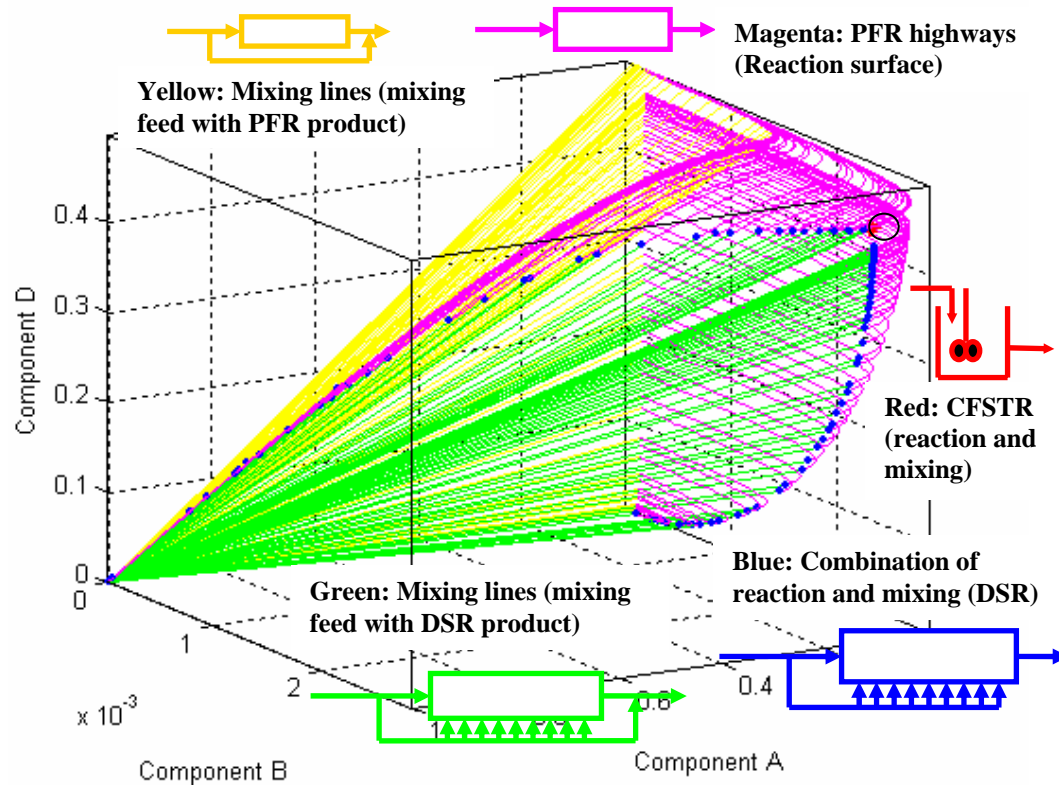 Magenta: PFR highways
(Reaction surface)
Yellow: Mixing lines (mixing
feed with PFR product)
Component D
0.4
0.3
0.2
0.1
0
0
1
2
x 10-3
Component B
Red: CFSTR
(reaction and
mixing)
Blue: Combination of
reaction and mixing (DSR)
Green: Mixing lines (mixing
feed with DSR product)
0.4
0.6
1
Component A